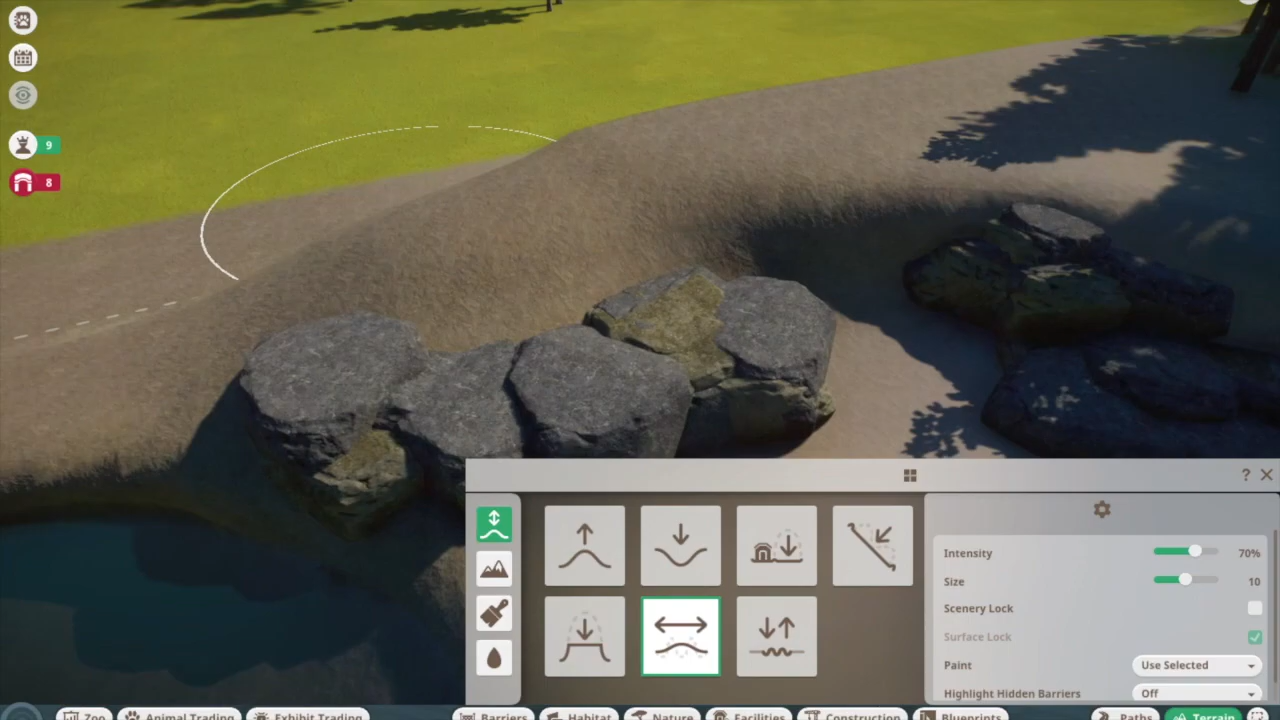 9
8
?
Intensity 70%
Size 10
Scenery Lock
Surface Lock
Paint Use Selected
Highlight Hidden Barriers Off
Zoo Animal Trading Exhibit Trading Barriers Habitat Nature Facilities Construction Blueprints Paths Terrain